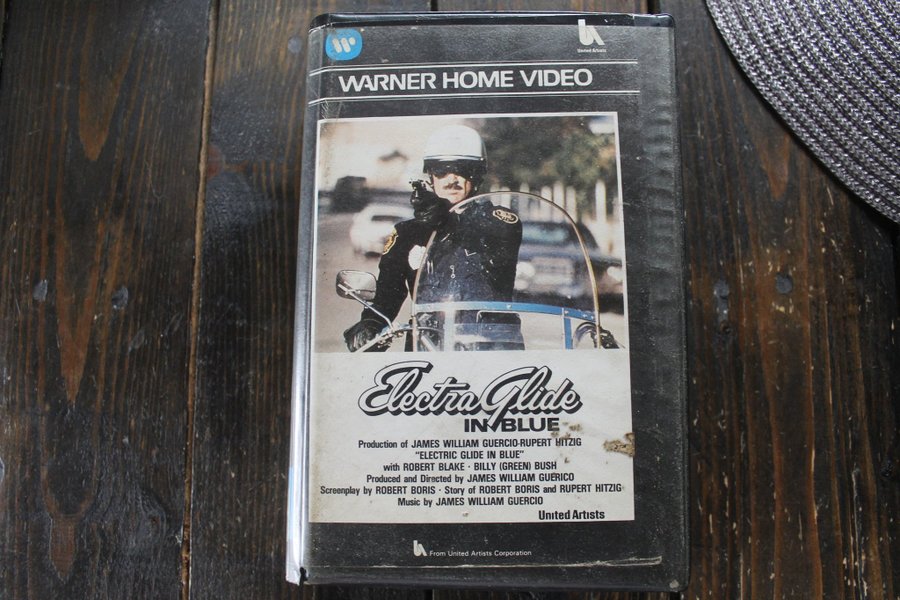 United Artists
WARNER HOME VIDEO
Electra Glide
IN BLUE
Production of JAMES WILLIAM GUERCIO-RUPERT HITZIG
"ELECTRIC GLIDE IN BLUE"
with ROBERT BLAKE · BILLY (GREEN) BUSH
Produced and Directed by JAMES WILLIAM GUERICO
Screenplay by ROBERT BORIS · Story of ROBERT BORIS and RUPERT HITZIG
Music by JAMES WILLIAM GUERCIO
United Artists
From United Artists Corporation